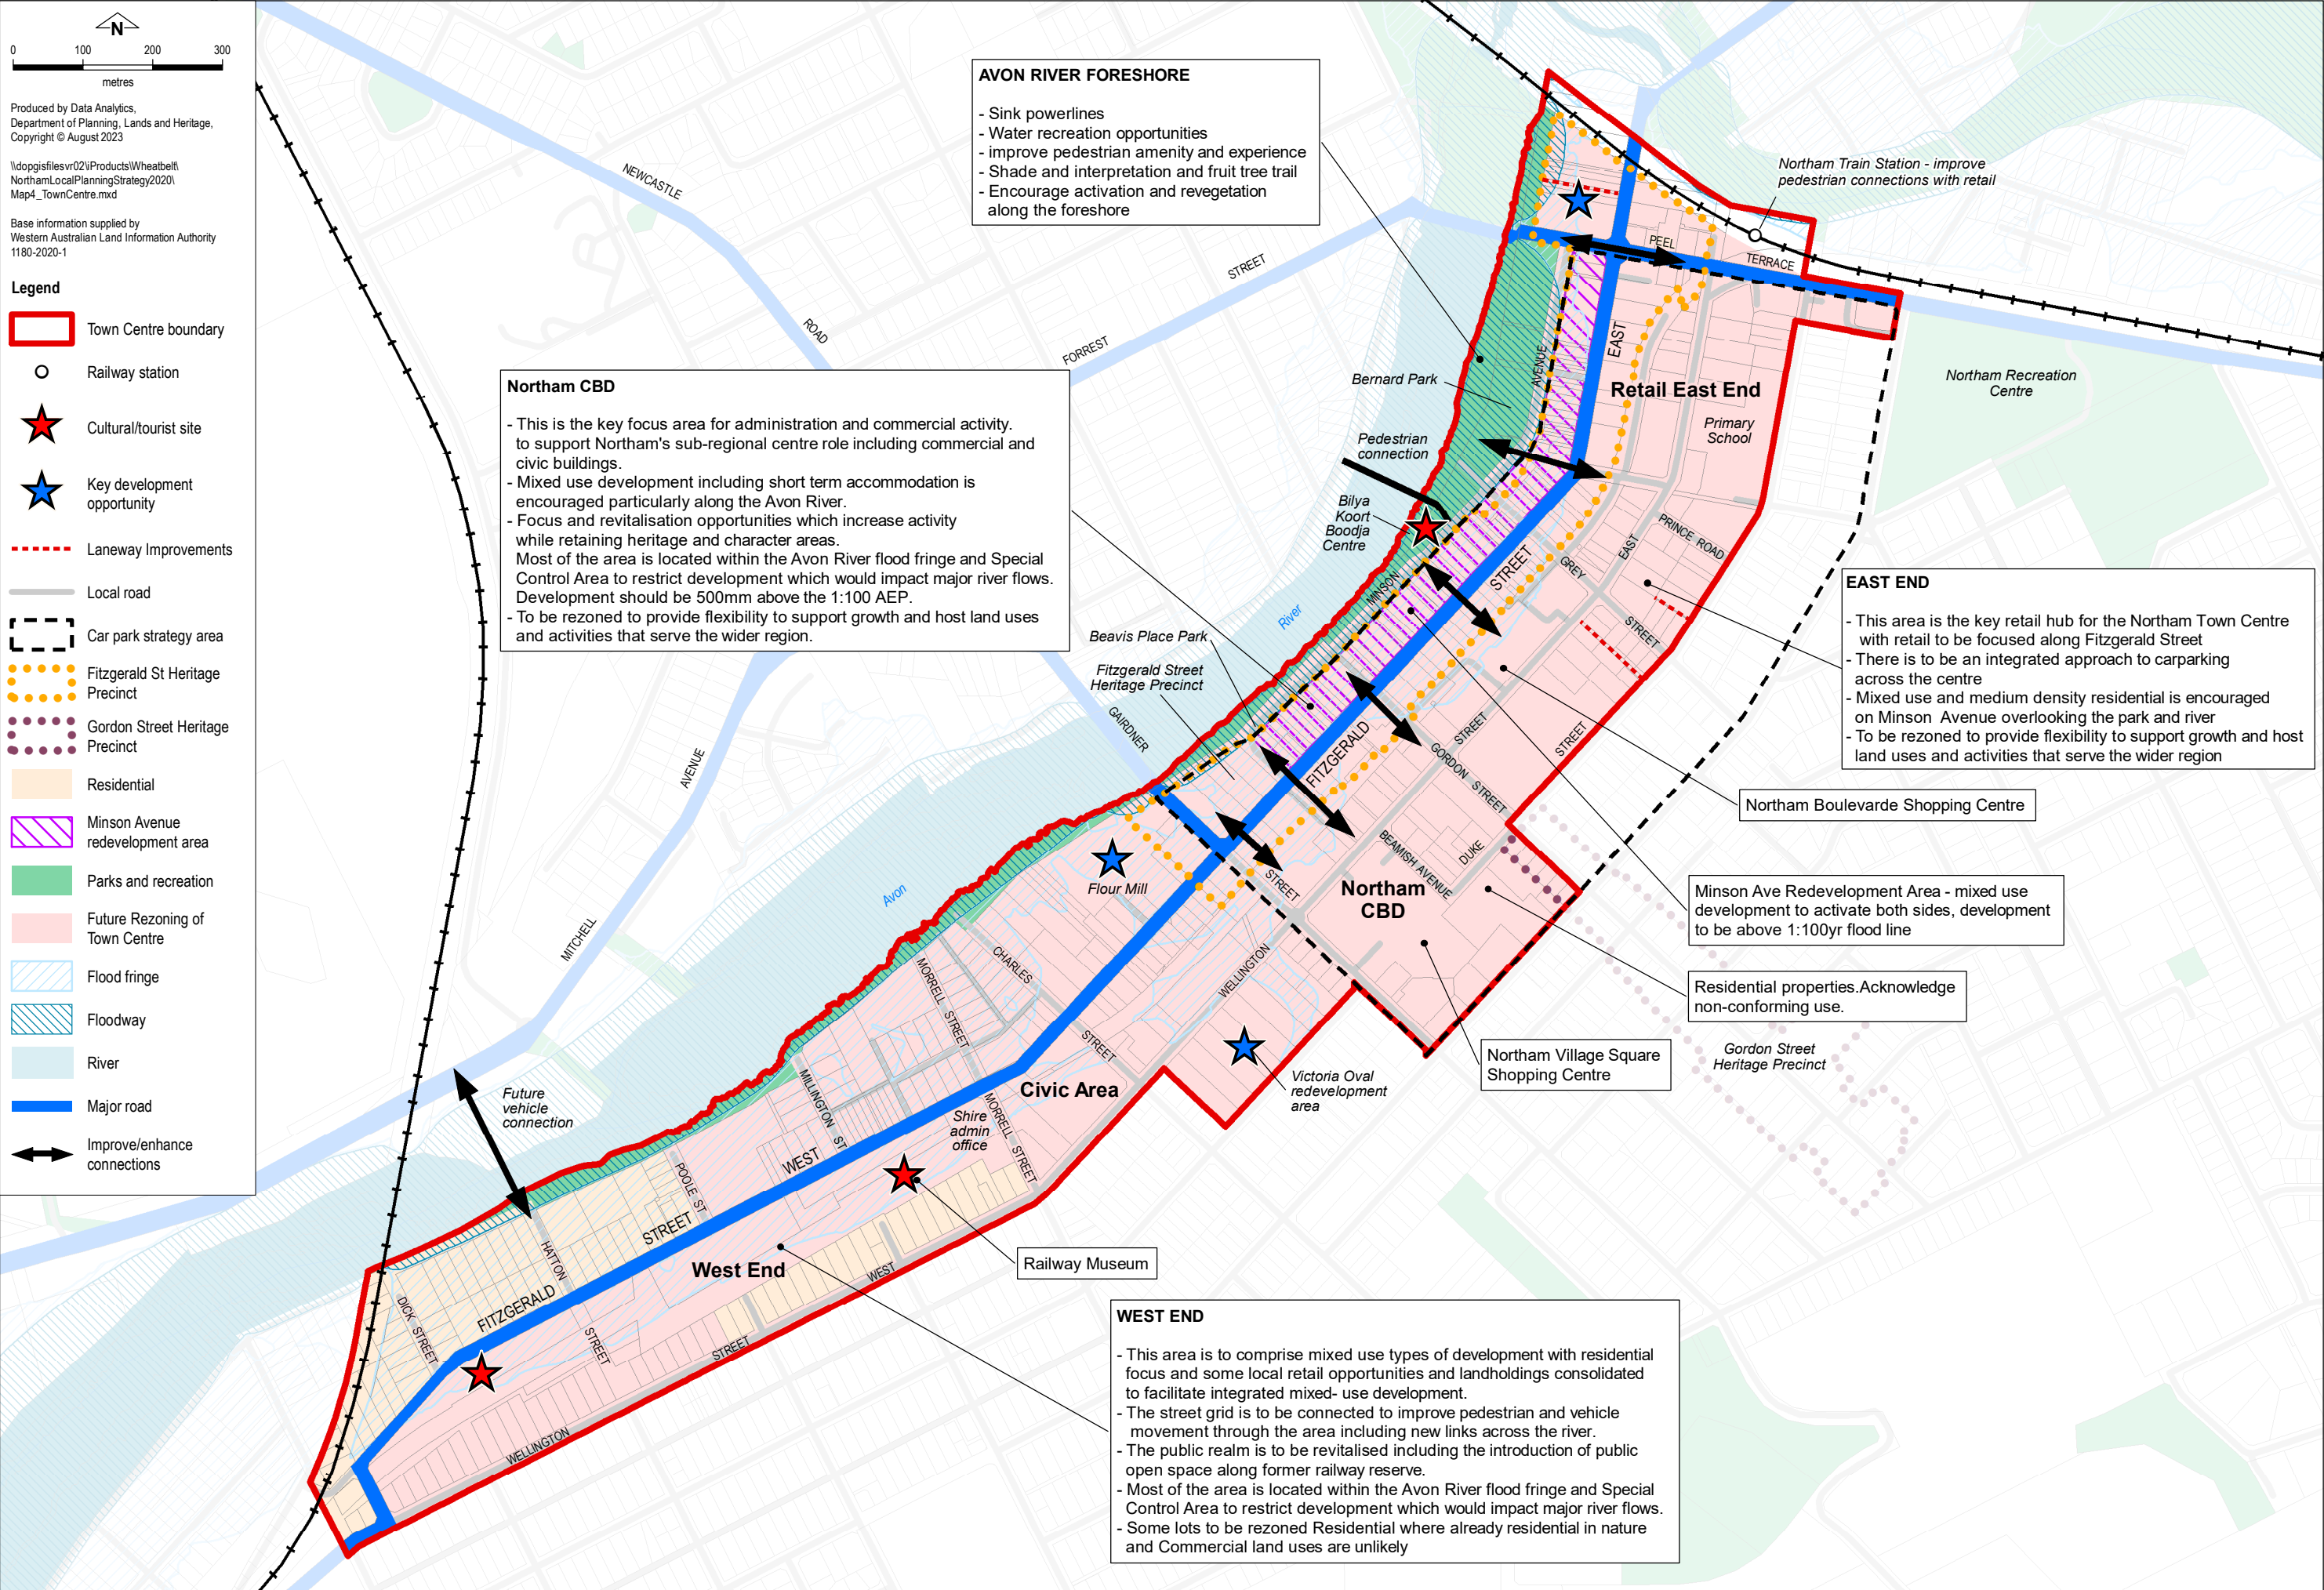 N
0 100 200 300
metres
Produced by Data Analytics,
Department of Planning, Lands and Heritage,
Copyright © August 2023
\\dopgisfilesvr02\iProducts\Wheatbelt\
NorthamLocalPlanningStrategy2020\
Map4_TownCentre.mxd
Base information supplied by
Western Australian Land Information Authority
1180-2020-1
Legend
Town Centre boundary
Railway station
Cultural/tourist site
Key development
opportunity
Laneway Improvements
Local road
Car park strategy area
Fitzgerald St Heritage
Precinct
Gordon Street Heritage
Precinct
Residential
Minson Avenue
redevelopment area
Parks and recreation
Future Rezoning of
Town Centre
Flood fringe
Floodway
River
Major road
Improve/enhance
connections
AVON RIVER FORESHORE
- Sink powerlines
- Water recreation opportunities
- improve pedestrian amenity and experience
- Shade and interpretation and fruit tree trail
- Encourage activation and revegetation
along the foreshore
Northam Train Station - improve
pedestrian connections with retail
NEWCASTLE
ROAD
FORREST
STREET
PEEL
TERRACE
Northam CBD
- This is the key focus area for administration and commercial activity.
to support Northam's sub-regional centre role including commercial and
civic buildings.
- Mixed use development including short term accommodation is
encouraged particularly along the Avon River.
- Focus and revitalisation opportunities which increase activity
while retaining heritage and character areas.
Most of the area is located within the Avon River flood fringe and Special
Control Area to restrict development which would impact major river flows.
Development should be 500mm above the 1:100 AEP.
- To be rezoned to provide flexibility to support growth and host land uses
and activities that serve the wider region.
Bernard Park
AVENUE
EAST
Retail East End
Primary
School
Northam Recreation
Centre
Pedestrian
connection
Bilya
Koort
Boodja
Centre
MINSON
STREET
GREY
STREET
EAST
PRINCE ROAD
River
Beavis Place Park
Fitzgerald Street
Heritage Precinct
GAIRDNER
STREET
FITZGERALD
GORDON
STREET
STREET
STREET
DUKE
BEAMISH AVENUE
EAST END
- This area is the key retail hub for the Northam Town Centre
with retail to be focused along Fitzgerald Street
- There is to be an integrated approach to carparking
across the centre
- Mixed use and medium density residential is encouraged
on Minson Avenue overlooking the park and river
- To be rezoned to provide flexibility to support growth and host
land uses and activities that serve the wider region
Northam Boulevarde Shopping Centre
Minson Ave Redevelopment Area - mixed use
development to activate both sides, development
to be above 1:100yr flood line
Residential properties.Acknowledge
non-conforming use.
Northam Village Square
Shopping Centre
Gordon Street
Heritage Precinct
Northam
CBD
Flour Mill
Avon
AVENUE
MITCHELL
WELLINGTON
CHARLES
STREET
MORRELL STREET
MORRELL STREET
Civic Area
Victoria Oval
redevelopment
area
Shire
admin
office
MILLINGTON ST
Future
vehicle
connection
POOLE ST
WEST
STREET
FITZGERALD
HATTON
STREET
DICK STREET
West End
WEST
STREET
WELLINGTON
Railway Museum
WEST END
- This area is to comprise mixed use types of development with residential
focus and some local retail opportunities and landholdings consolidated
to facilitate integrated mixed- use development.
- The street grid is to be connected to improve pedestrian and vehicle
movement through the area including new links across the river.
- The public realm is to be revitalised including the introduction of public
open space along former railway reserve.
- Most of the area is located within the Avon River flood fringe and Special
Control Area to restrict development which would impact major river flows.
- Some lots to be rezoned Residential where already residential in nature
and Commercial land uses are unlikely